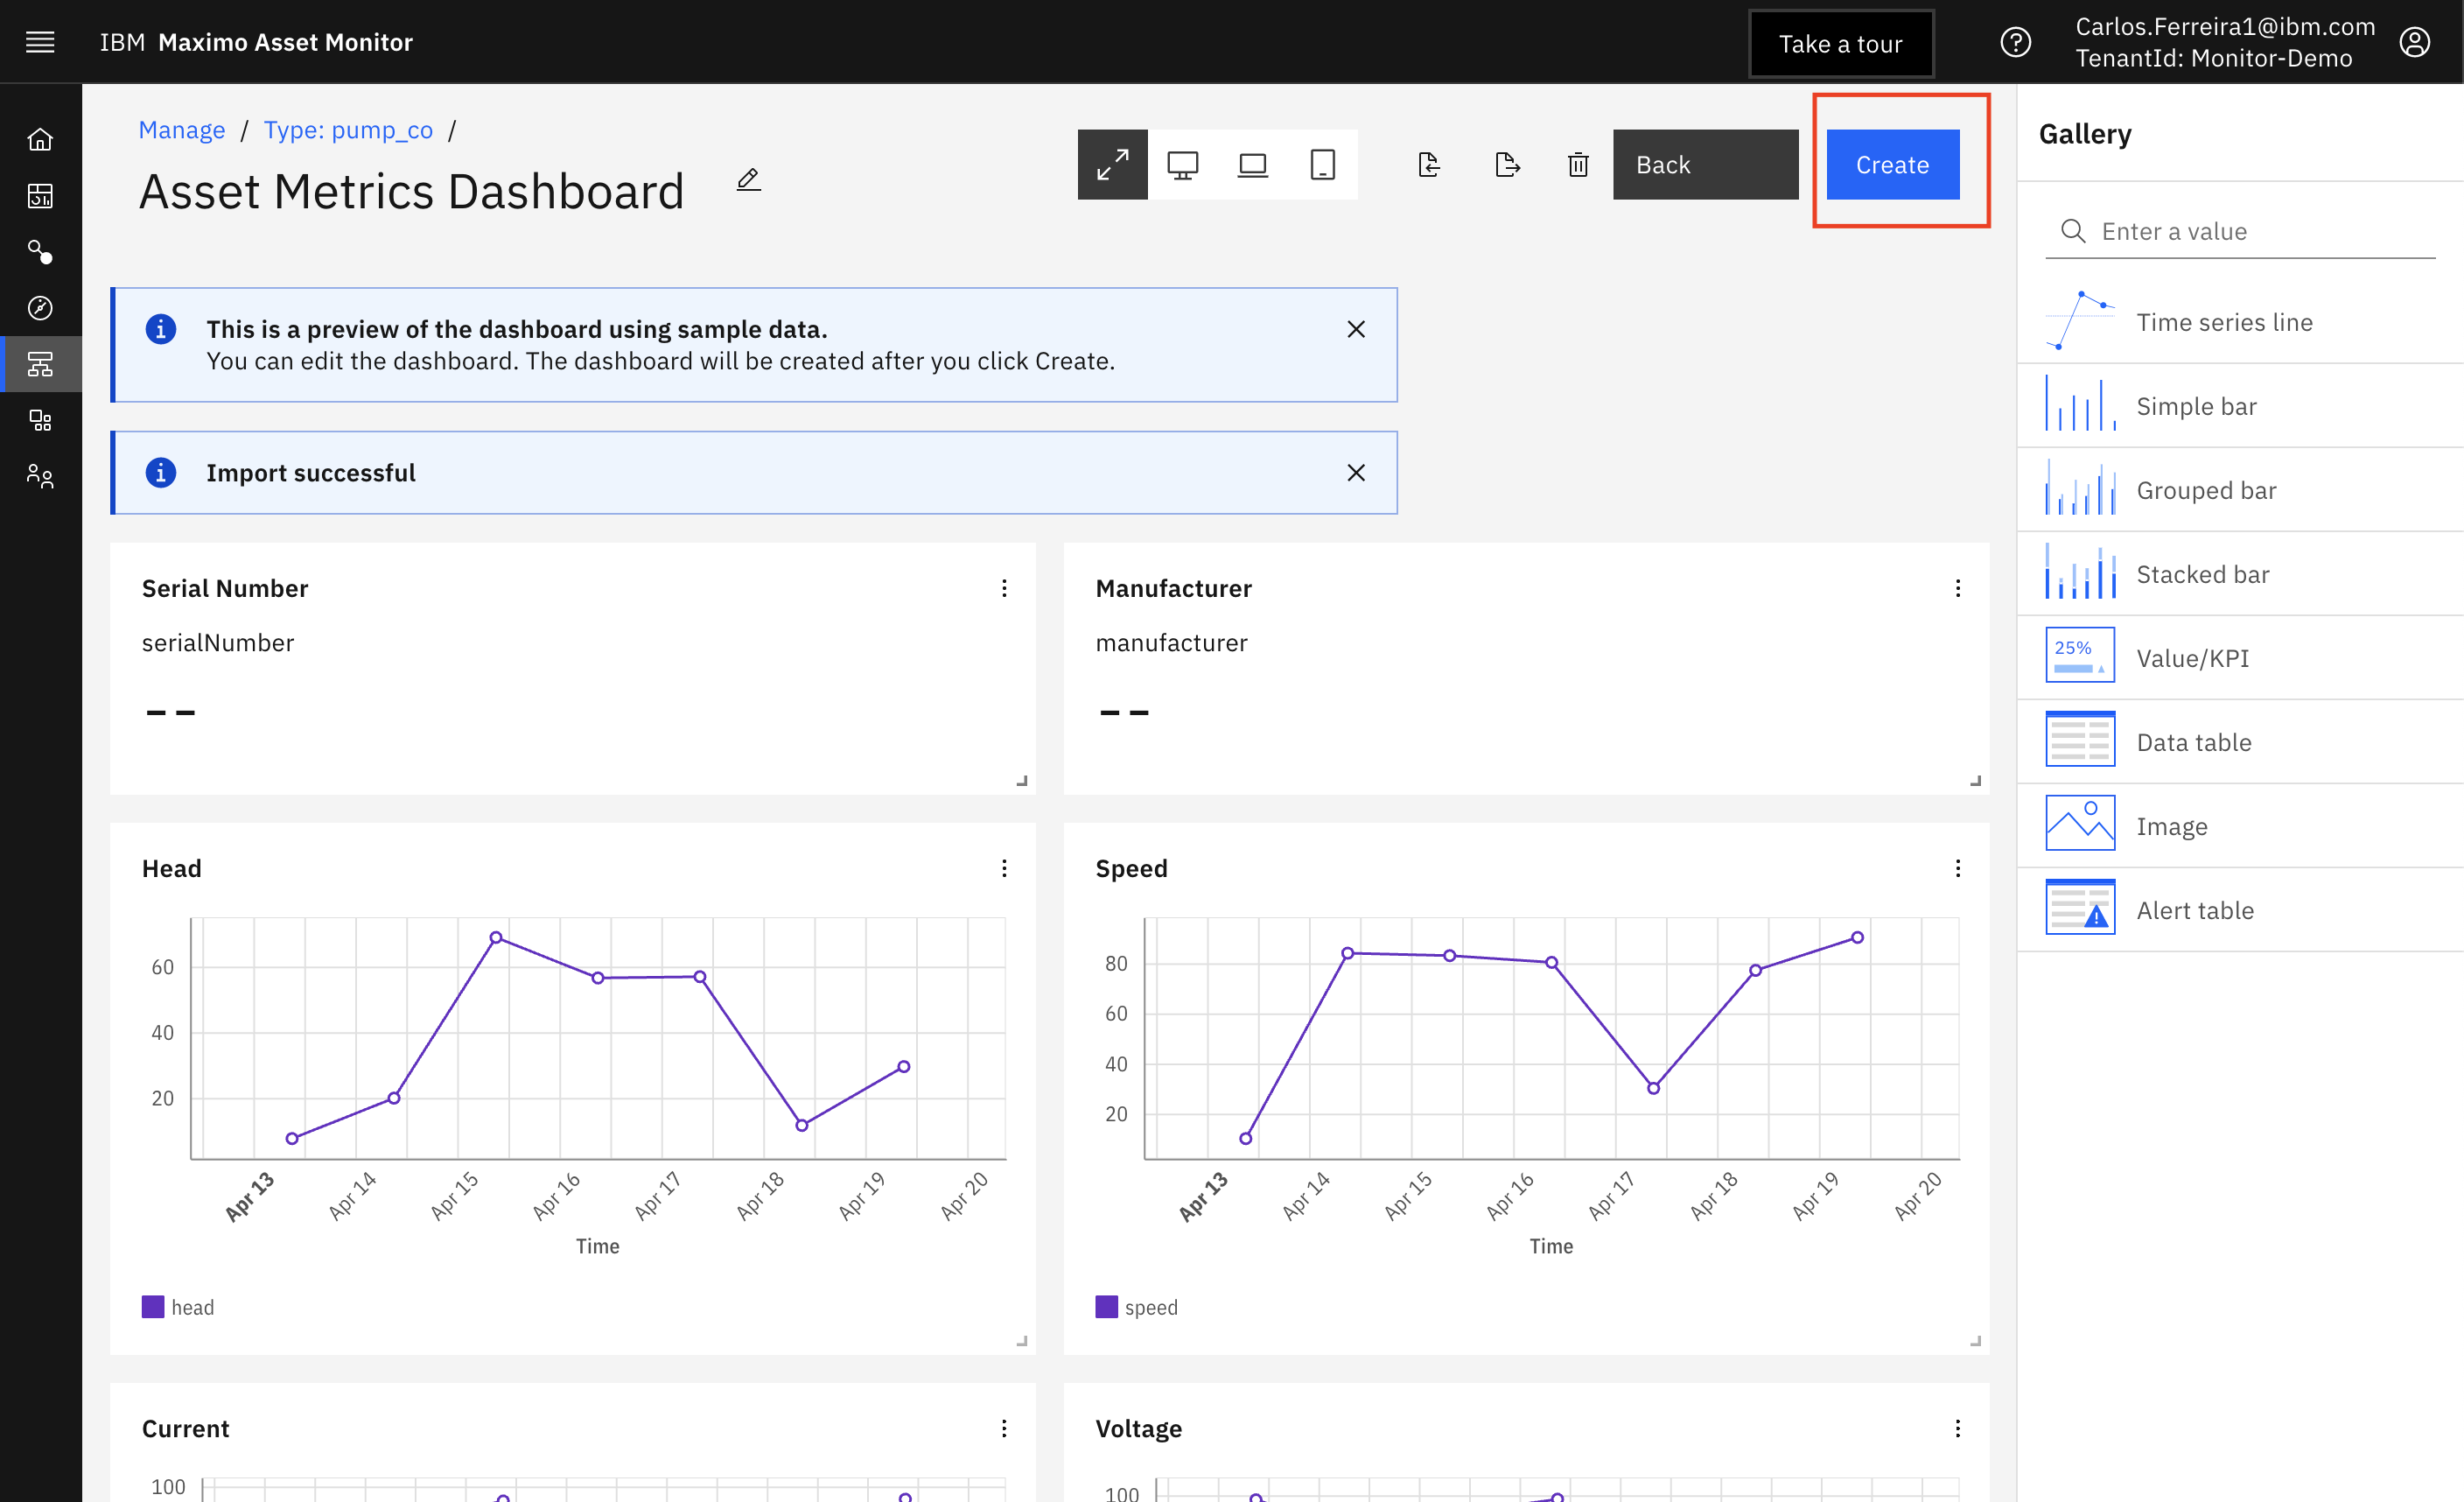 IBM Maximo Asset Monitor
Take a tour
Carlos.Ferreira1@ibm.com
TenantId: Monitor-Demo
Manage / Type: pump_co /
Asset Metrics Dashboard
Back
Create
This is a preview of the dashboard using sample data.
You can edit the dashboard. The dashboard will be created after you click Create.
Import successful
Serial Number
serialNumber
--
Manufacturer
manufacturer
--
Head
60
40
20
Apr 13
Apr 14
Apr 15
Apr 16
Apr 17
Apr 18
Apr 19
Apr 20
Time
head
Speed
80
60
40
20
Apr 13
Apr 14
Apr 15
Apr 16
Apr 17
Apr 18
Apr 19
Apr 20
Time
speed
Current
100
Voltage
100
Gallery
Enter a value
Time series line
Simple bar
Grouped bar
Stacked bar
25%
Value/KPI
Data table
Image
Alert table